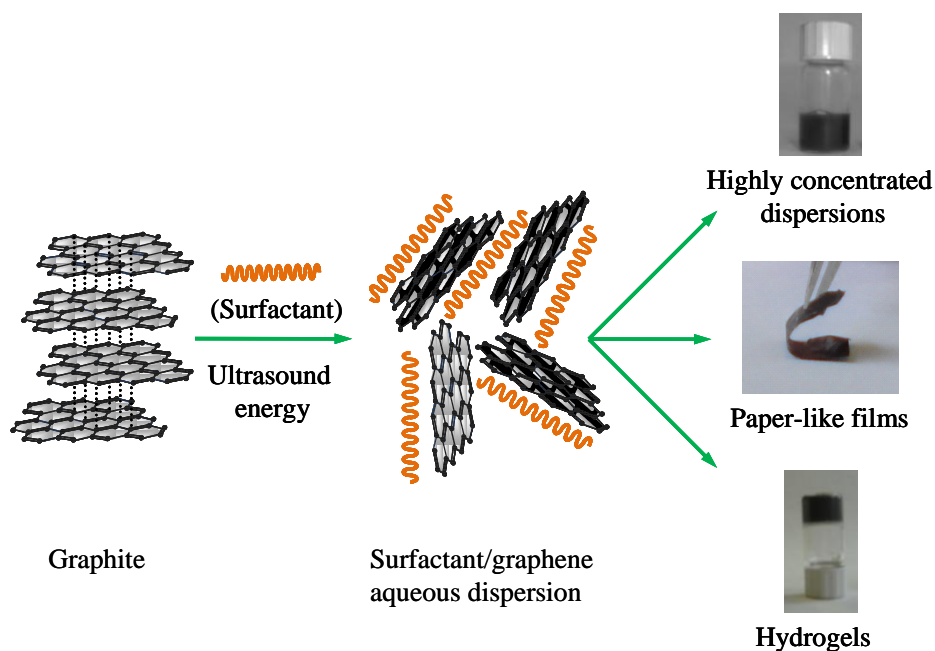 (Surfactant)
Ultrasound
energy
Graphite
Surfactant/graphene
aqueous dispersion
Highly concentrated
dispersions
Paper-like films
Hydrogels